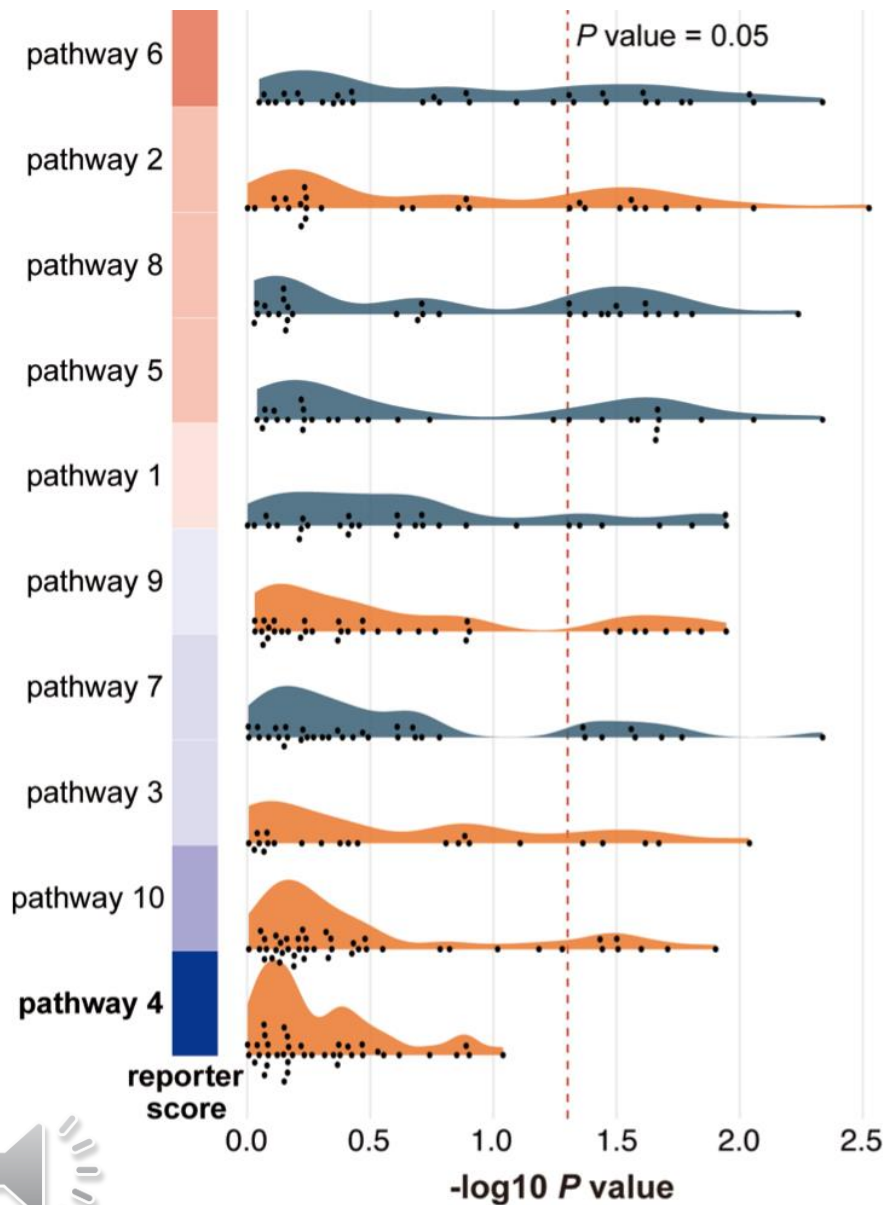 P value = 0.05
pathway 6
pathway 2
pathway 8
pathway 5
pathway 1
pathway 9
pathway 7
pathway 3
pathway 10
pathway 4
reporter
score
0.0 0.5 1.0 1.5 2.0 2.5
-log10 P value